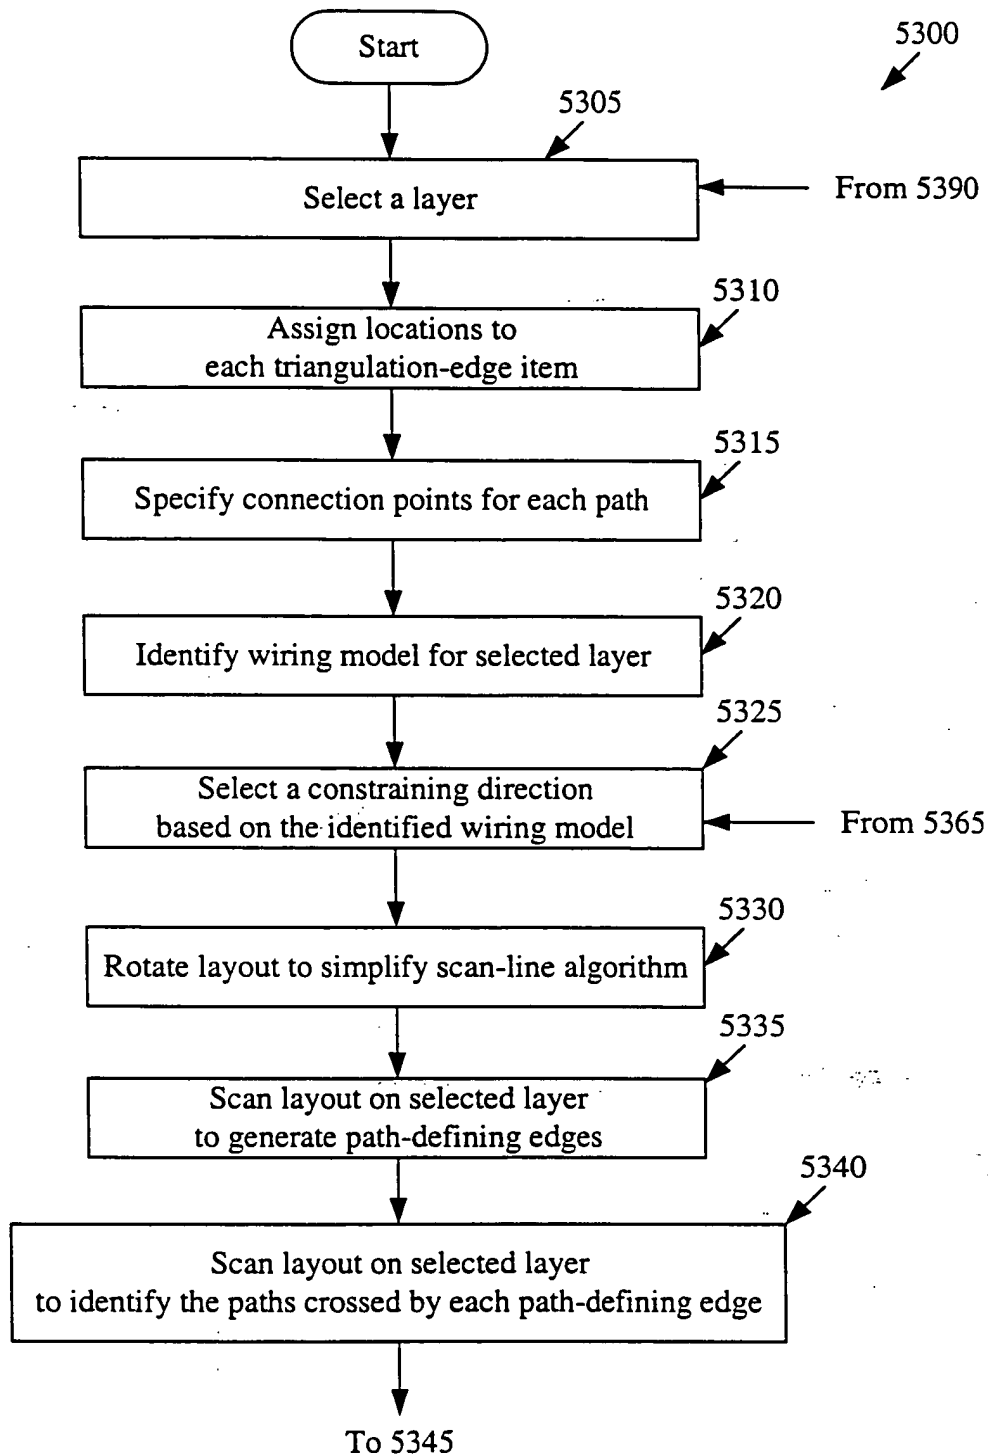 Start
5300
5305
Select a layer
From 5390
5310
Assign locations to
each triangulation-edge item
5315
Specify connection points for each path
5320
Identify wiring model for selected layer
5325
Select a constraining direction
based on the identified wiring model
From 5365
5330
Rotate layout to simplify scan-line algorithm
5335
Scan layout on selected layer
to generate path-defining edges
5340
Scan layout on selected layer
to identify the paths crossed by each path-defining edge
To 5345